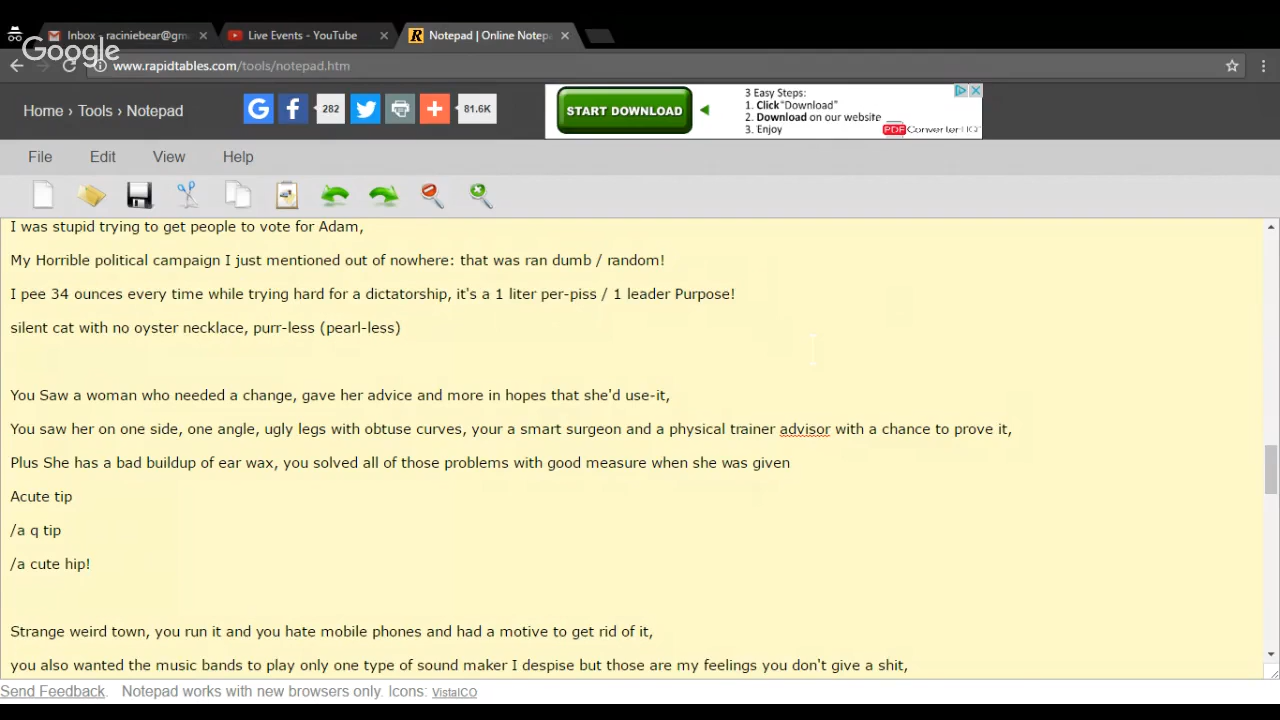 Inbox - raciniebear@gm
Live Events - YouTube
Notepad | Online Notepa
Google
www.rapidtables.com/tools/notepad.htm
Home › Tools › Notepad
282
81.6K
START DOWNLOAD
3 Easy Steps:
1. Click"Download"
2. Download on our website
3. Enjoy
PDF ConverterHQ
File
Edit
View
Help
I was stupid trying to get people to vote for Adam,
My Horrible political campaign I just mentioned out of nowhere: that was ran dumb / random!
I pee 34 ounces every time while trying hard for a dictatorship, it's a 1 liter per-piss / 1 leader Purpose!
silent cat with no oyster necklace, purr-less (pearl-less)
You Saw a woman who needed a change, gave her advice and more in hopes that she'd use-it,
You saw her on one side, one angle, ugly legs with obtuse curves, your a smart surgeon and a physical trainer advisor with a chance to prove it,
Plus She has a bad buildup of ear wax, you solved all of those problems with good measure when she was given
Acute tip
/a q tip
/a cute hip!
Strange weird town, you run it and you hate mobile phones and had a motive to get rid of it,
you also wanted the music bands to play only one type of sound maker I despise but those are my feelings you don't give a shit,
Send Feedback. Notepad works with new browsers only. Icons: VistaICO